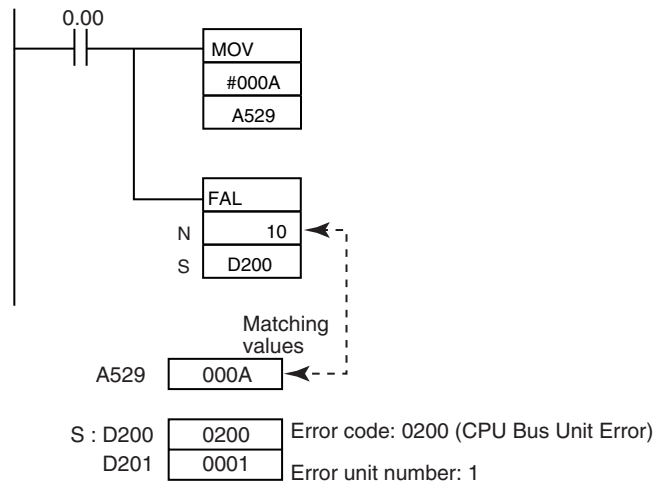 0.00
MOV
#000A
A529
FAL
N 10
S D200
Matching
values
A529 000A
S : D200 0200 Error code: 0200 (CPU Bus Unit Error)
D201 0001 Error unit number: 1